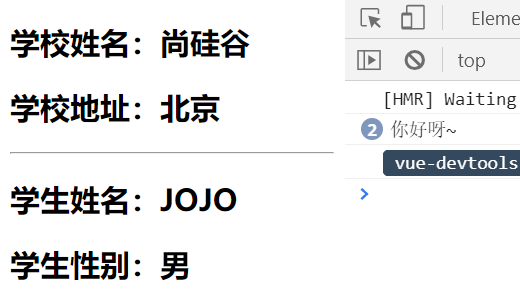 学校姓名：尚硅谷
学校地址：北京
学生姓名：JOJO
学生性别：男
Eleme
top
[HMR] Waiting
2 你好呀~
vue-devtools